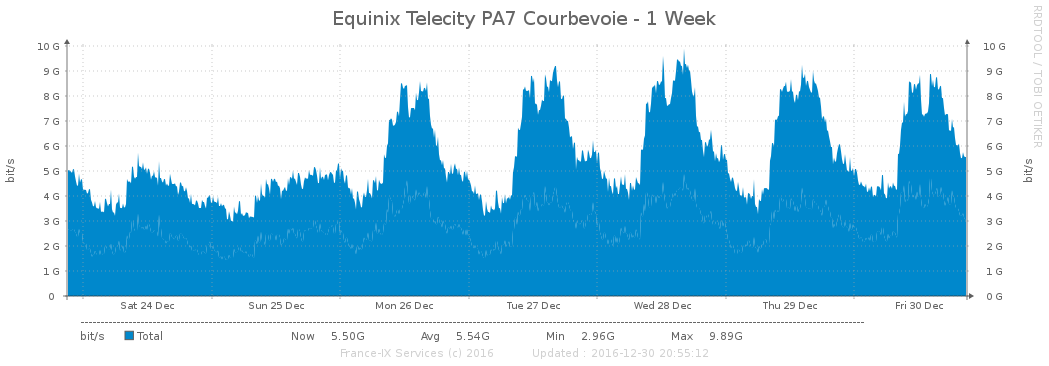 Equinix Telecity PA7 Courbevoie - 1 Week
RRDTOOL / TOBI OETIKER
bit/s
10 G
9 G
8 G
7 G
6 G
5 G
4 G
3 G
2 G
1 G
0
10 G
9 G
8 G
7 G
6 G
5 G
4 G
3 G
2 G
1 G
0 G
bit/s
Sat 24 Dec Sun 25 Dec Mon 26 Dec Tue 27 Dec Wed 28 Dec Thu 29 Dec Fri 30 Dec
bit/s Total Now 5.50G Avg 5.54G Min 2.96G Max 9.89G
France-IX Services (c) 2016 Updated : 2016-12-30 20:55:12